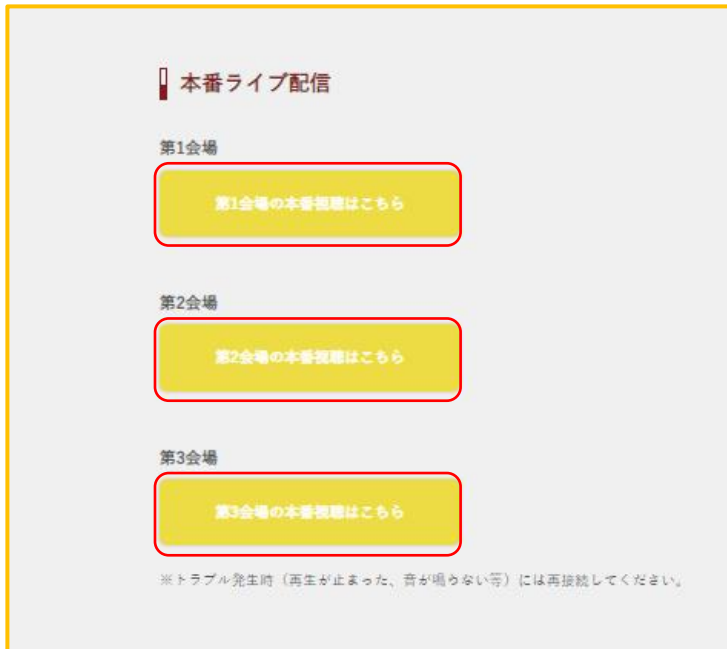 本番ライブ配信
第1会場
第1会場の本番視聴はこちら
第2会場
第2会場の本番視聴はこちら
第3会場
第3会場の本番視聴はこちら
※トラブル発生時（再生が止まった、音が鳴らない等）には再接続してください。